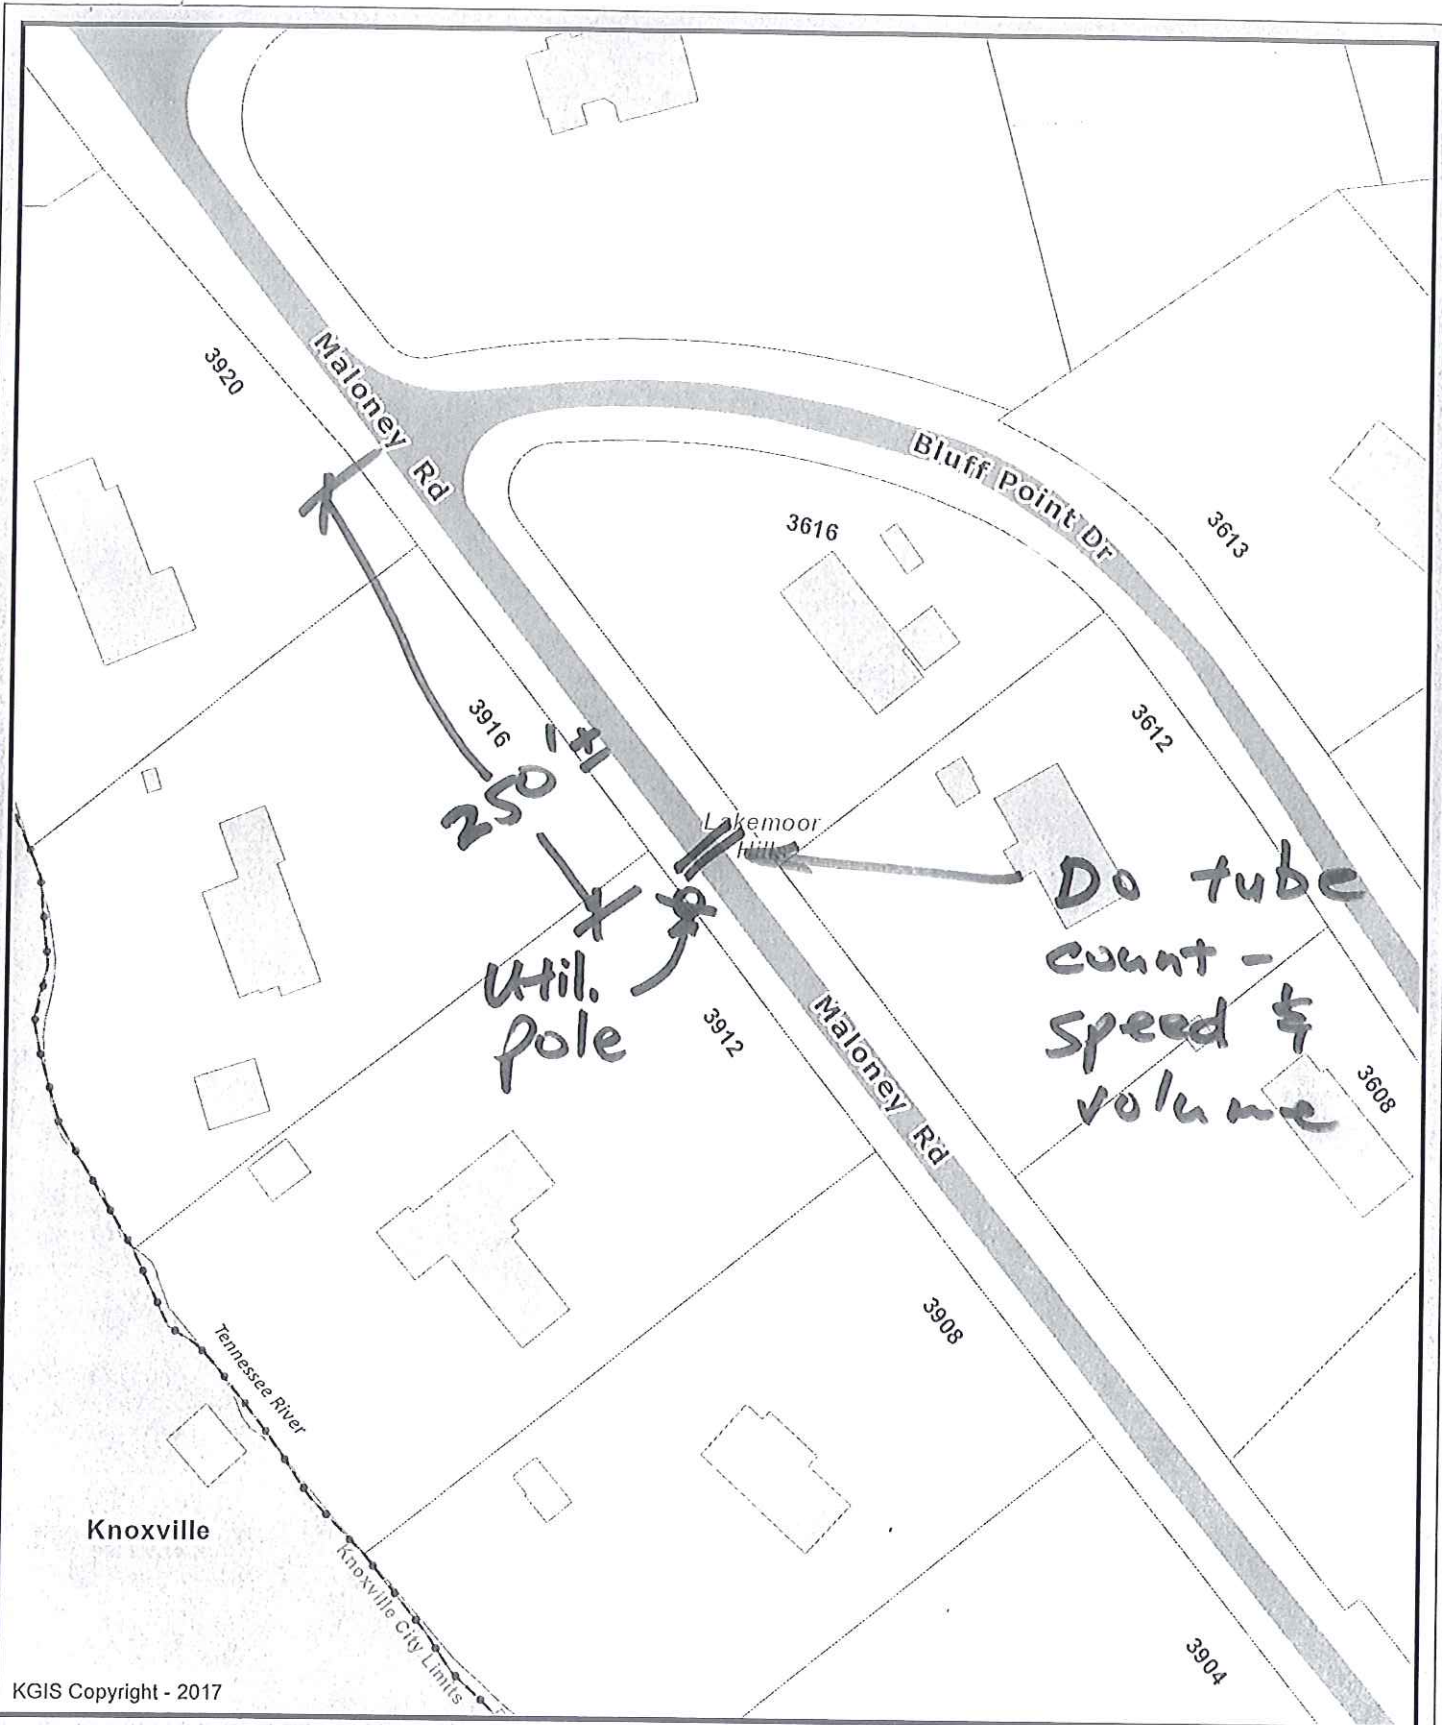 3920
Maloney Rd
Bluff Point Dr
3616
3613
3916
250' ±
3612
Lakemoor
Hills
Do tube
count -
speed &
volume
Util.
pole
3912
Maloney Rd
3608
3908
Tennessee River
Knoxville
Knoxville City Limits
3904
KGIS Copyright - 2017